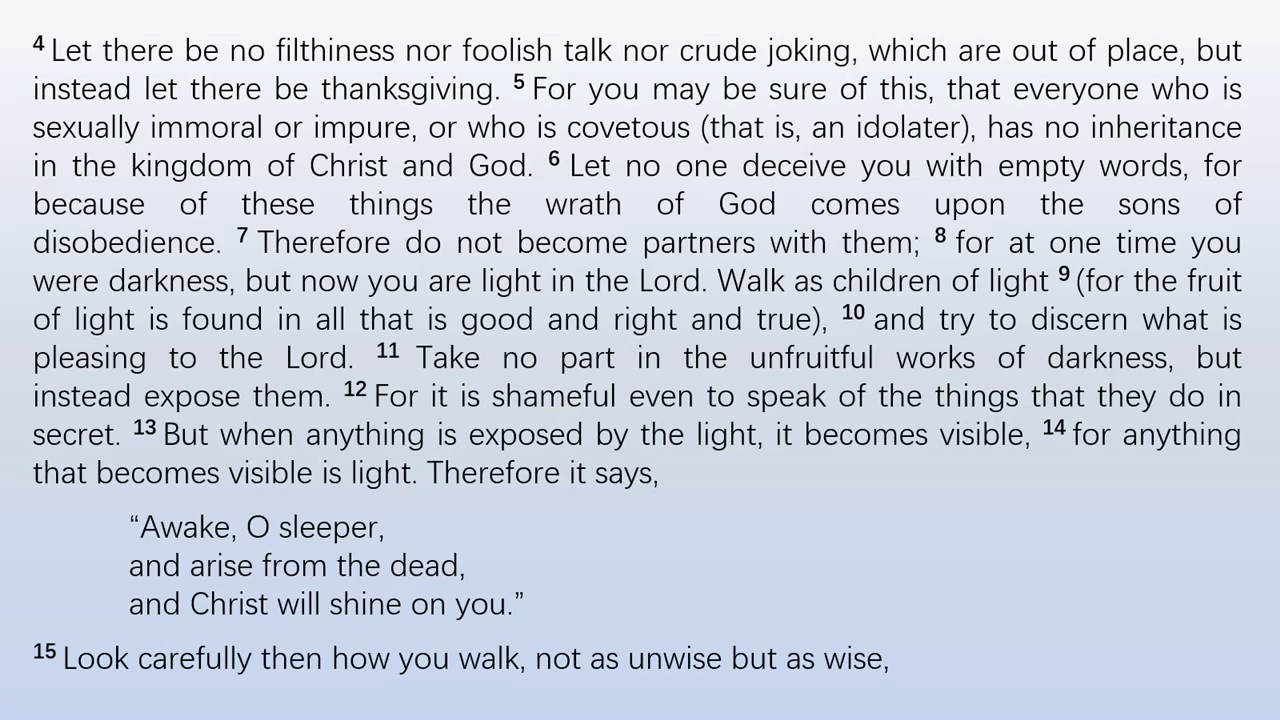 4 Let there be no filthiness nor foolish talk nor crude joking, which are out of place, but
instead let there be thanksgiving. 5 For you may be sure of this, that everyone who is
sexually immoral or impure, or who is covetous (that is, an idolater), has no inheritance
in the kingdom of Christ and God. 6 Let no one deceive you with empty words, for
because of these things the wrath of God comes upon the sons of
disobedience. 7 Therefore do not become partners with them; 8 for at one time you
were darkness, but now you are light in the Lord. Walk as children of light 9 (for the fruit
of light is found in all that is good and right and true), 10 and try to discern what is
pleasing to the Lord. 11 Take no part in the unfruitful works of darkness, but
instead expose them. 12 For it is shameful even to speak of the things that they do in
secret. 13 But when anything is exposed by the light, it becomes visible, 14 for anything
that becomes visible is light. Therefore it says,
“Awake, O sleeper,
and arise from the dead,
and Christ will shine on you.”
15 Look carefully then how you walk, not as unwise but as wise,